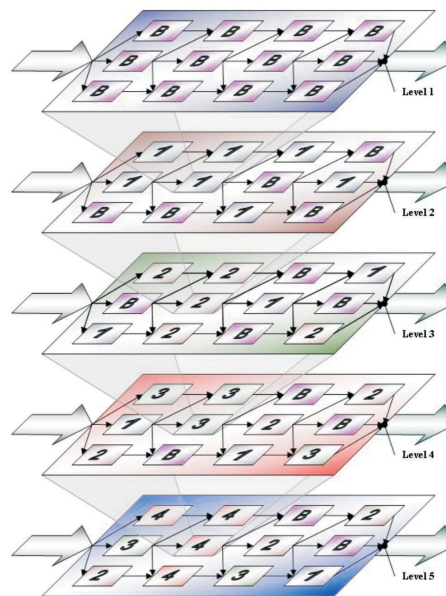 B B B B
B B B B
B B B B
Level 1
1 1 1 B
1 1 B 1
B B 1 B
Level 2
2 2 B 1
B 2 1 B
1 2 B 2
Level 3
3 3 B 2
1 3 2 B
2 B 1 3
Level 4
4 4 B 2
3 4 2 B
2 4 3 1
Level 5